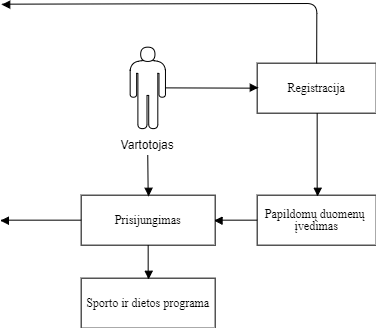 Registracija
Vartotojas
Prisijungimas
Papildomų duomenų
įvedimas
Sporto ir dietos programa